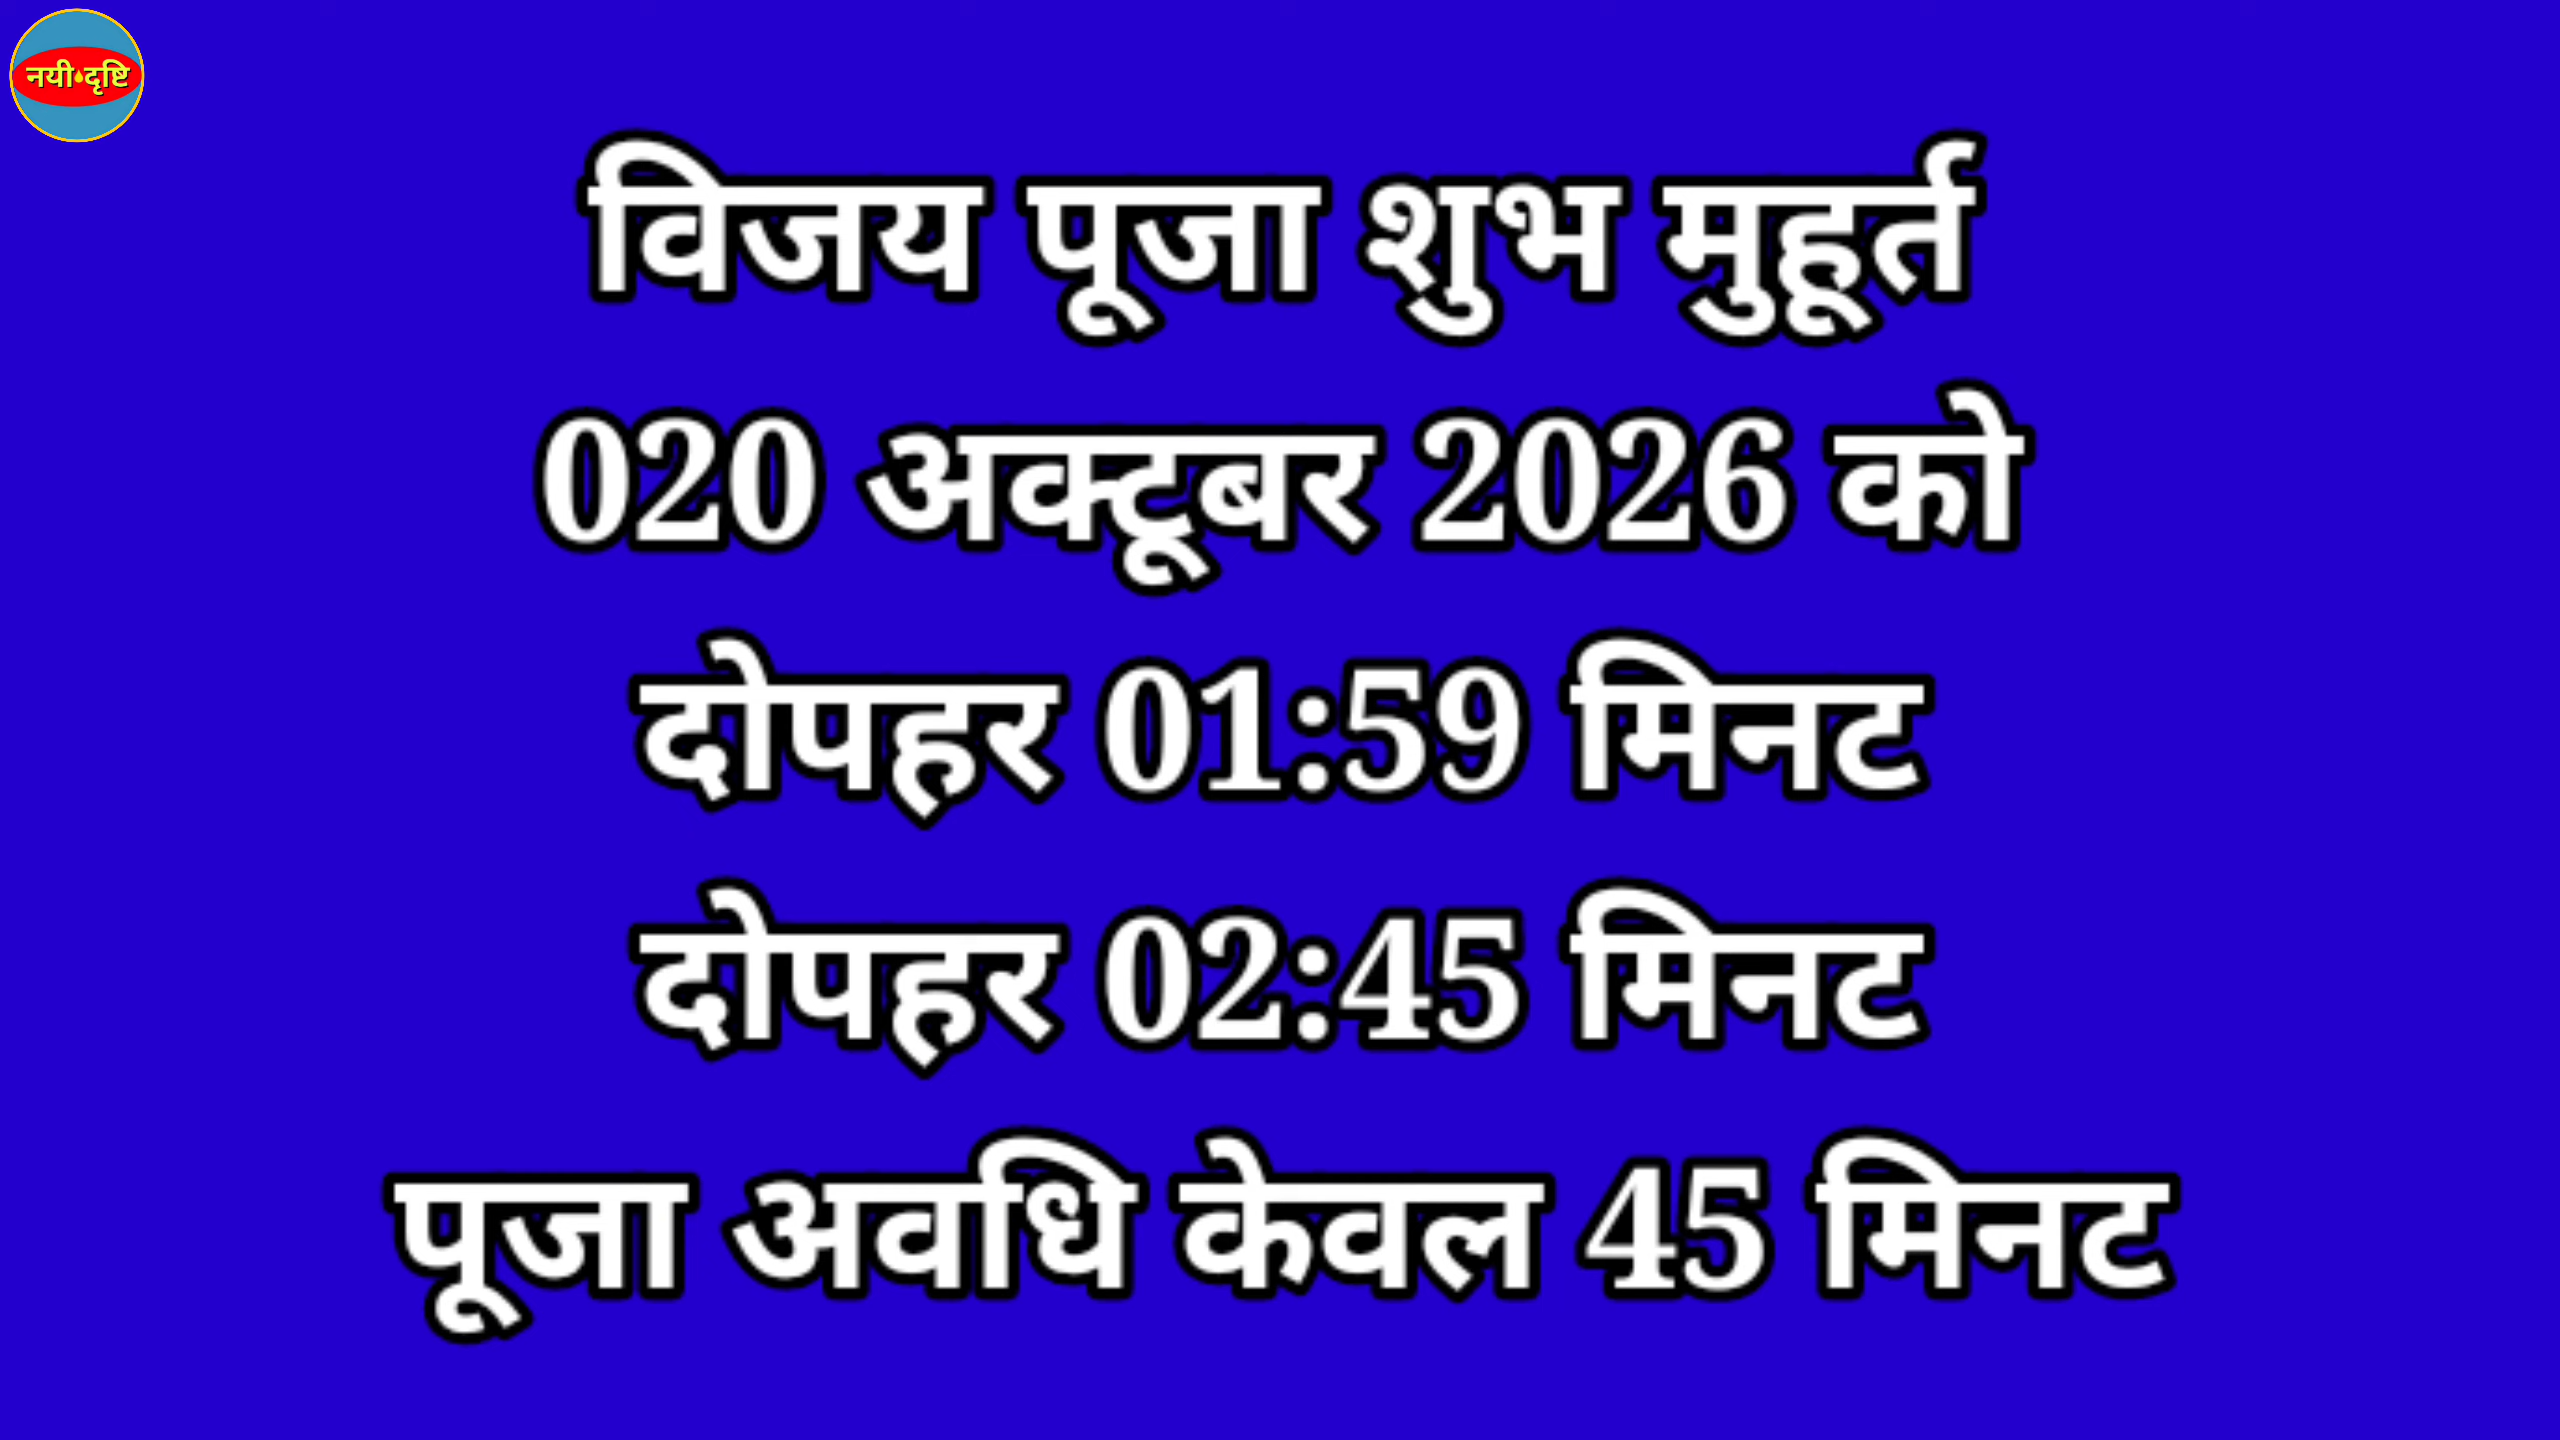 नयी दृष्टि
विजय पूजा शुभ मुहूर्त
020 अक्टूबर 2026 को
दोपहर 01:59 मिनट
दोपहर 02:45 मिनट
पूजा अवधि केवल 45 मिनट